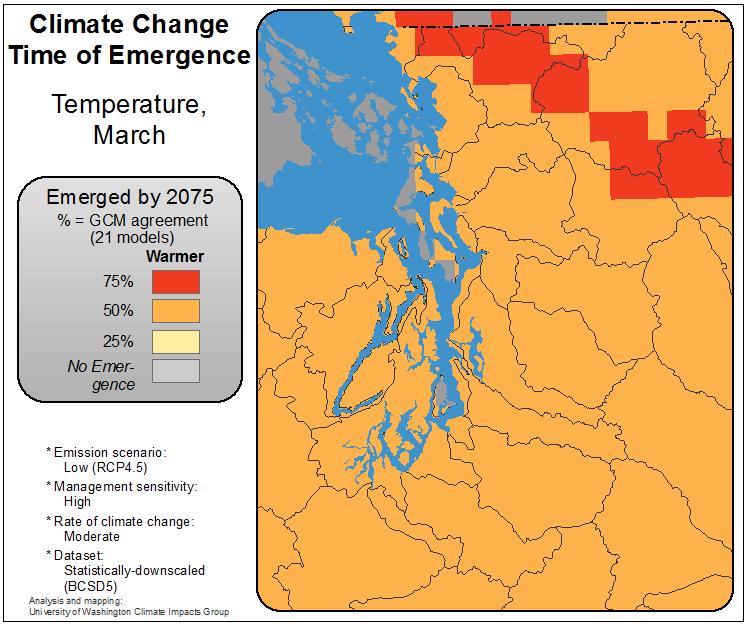 Climate Change
Time of Emergence
Temperature,
March
Emerged by 2075
% = GCM agreement
(21 models)
Warmer
75%
50%
25%
No Emer-
gence
* Emission scenario:
Low (RCP4.5)
* Management sensitivity:
High
* Rate of climate change:
Moderate
* Dataset:
Statistically-downscaled
(BCSD5)
Analysis and mapping:
University of Washington Climate Impacts Group